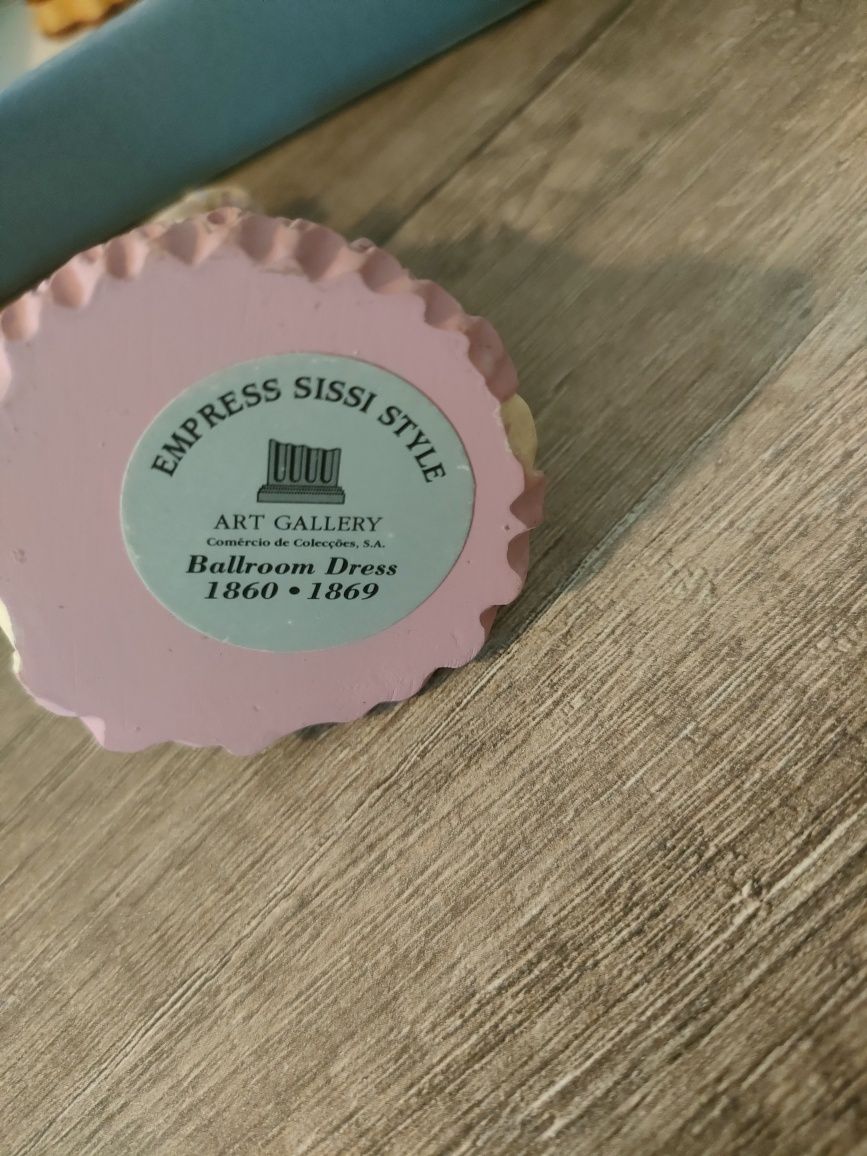 EMPRESS SISSI STYLE
ART GALLERY
Comércio de Colecções, S.A.
Ballroom Dress
1860 • 1869